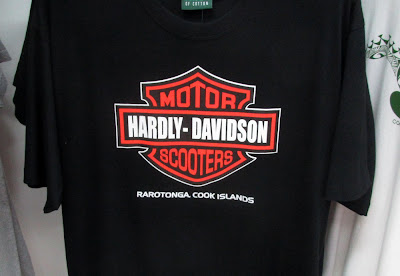 OF COTTON
MOTOR
HARDLY-DAVIDSON
SCOOTERS
RAROTONGA, COOK ISLANDS